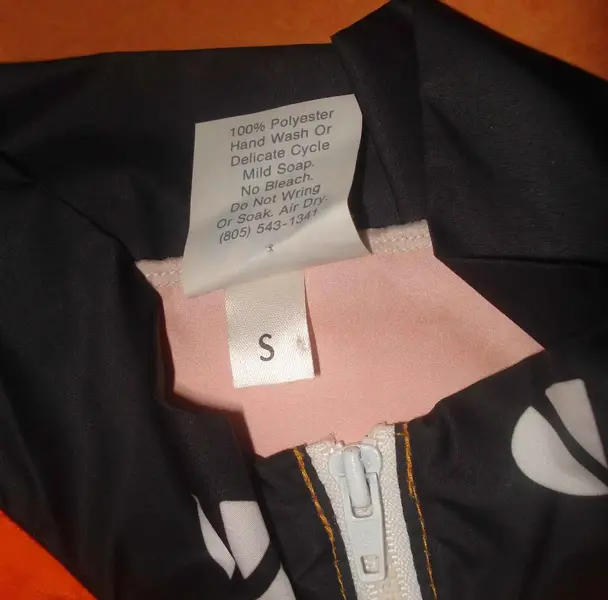 100% Polyester
Hand Wash Or
Delicate Cycle
Mild Soap.
No Bleach.
Do Not Wring
Or Soak. Air Dry.
(805) 543-1341
S